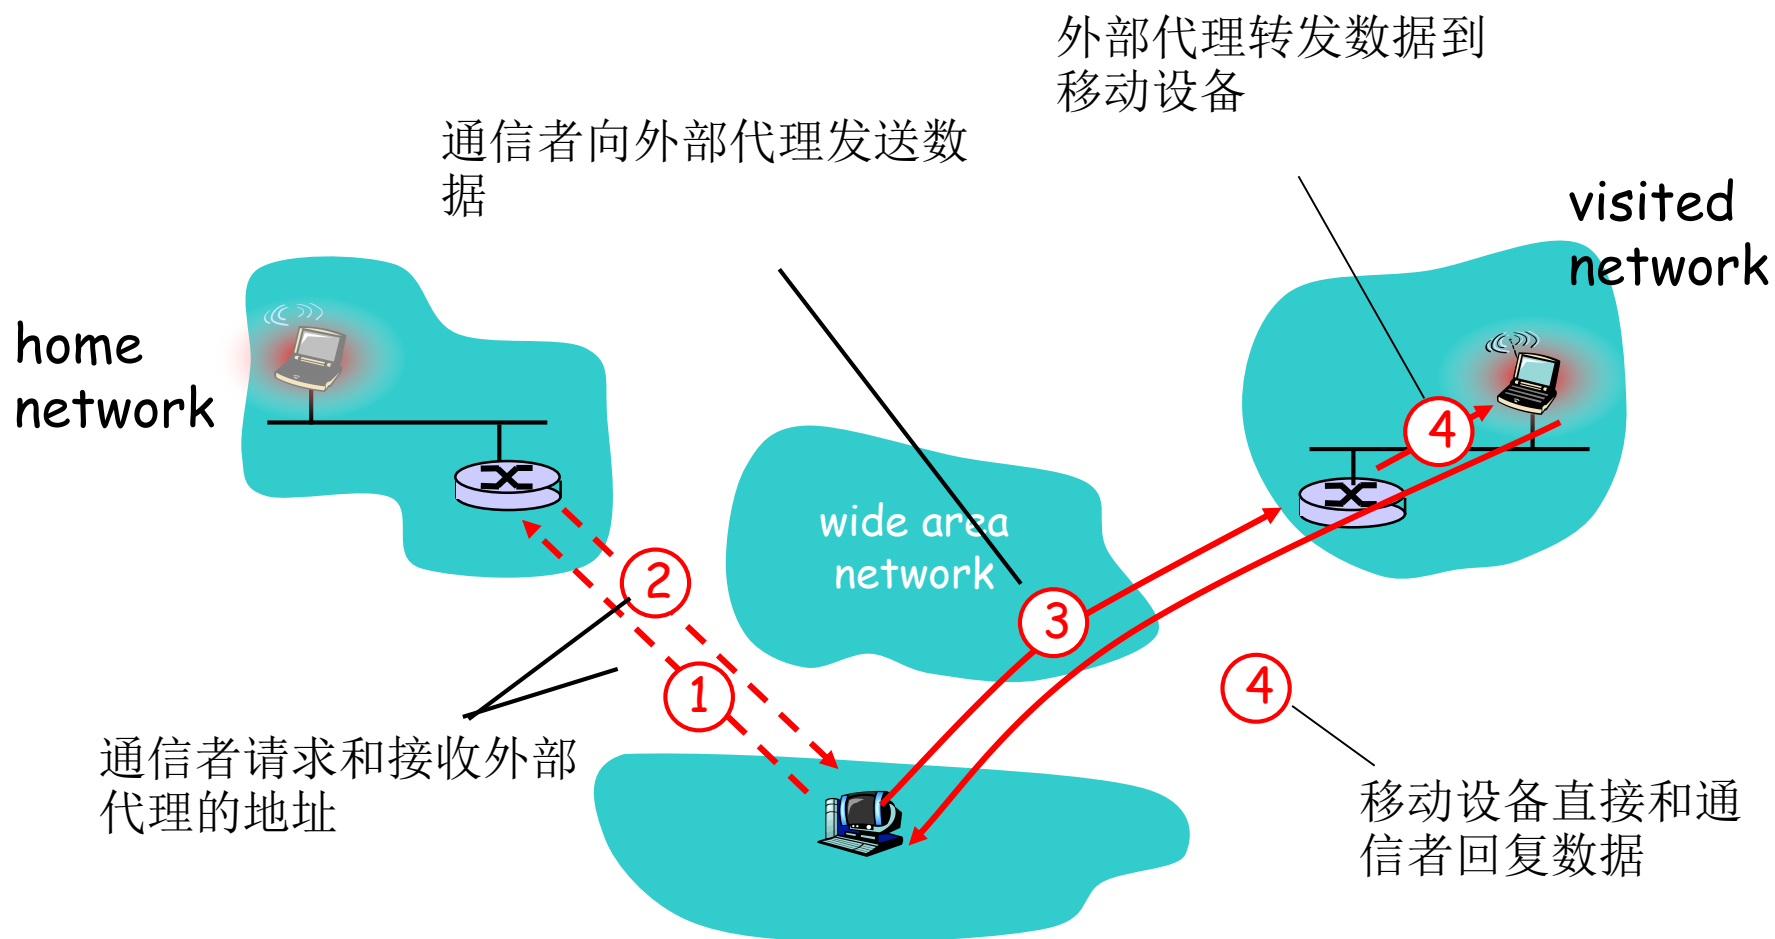 外部代理转发数据到
移动设备
通信者向外部代理发送数
据
visited
network
home
network
4
wide area
network
2
3
1
4
通信者请求和接收外部
代理的地址
移动设备直接和通
信者回复数据